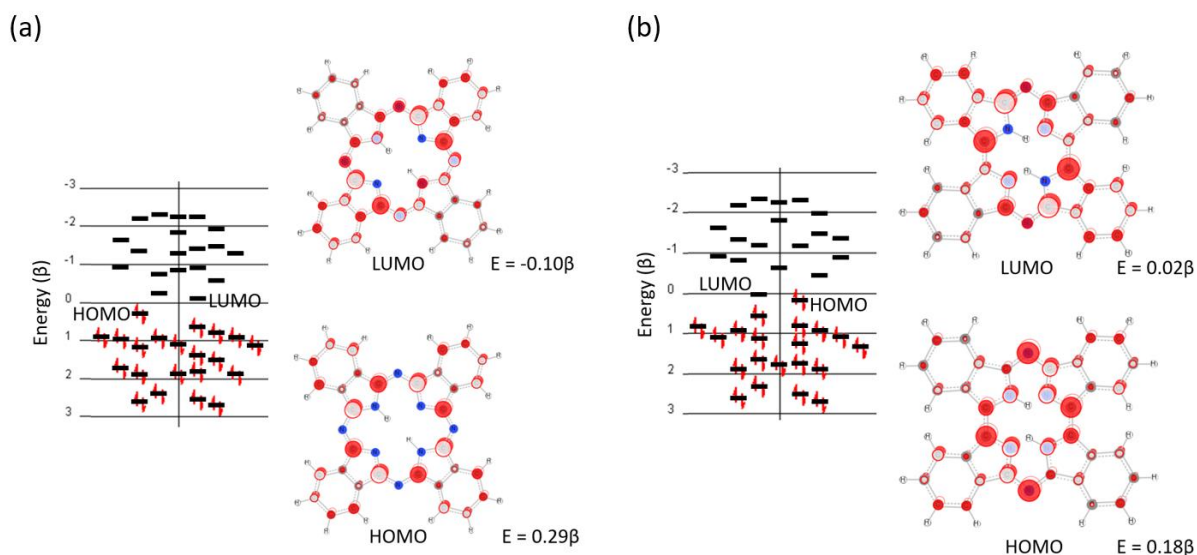 (a)
Energy (β)
-3
-2
-1
0
1
2
3
HOMO
LUMO
LUMO E = -0.10β
HOMO E = 0.29β
(b)
Energy (β)
-3
-2
-1
0
1
2
3
LUMO
HOMO
LUMO E = 0.02β
HOMO E = 0.18β